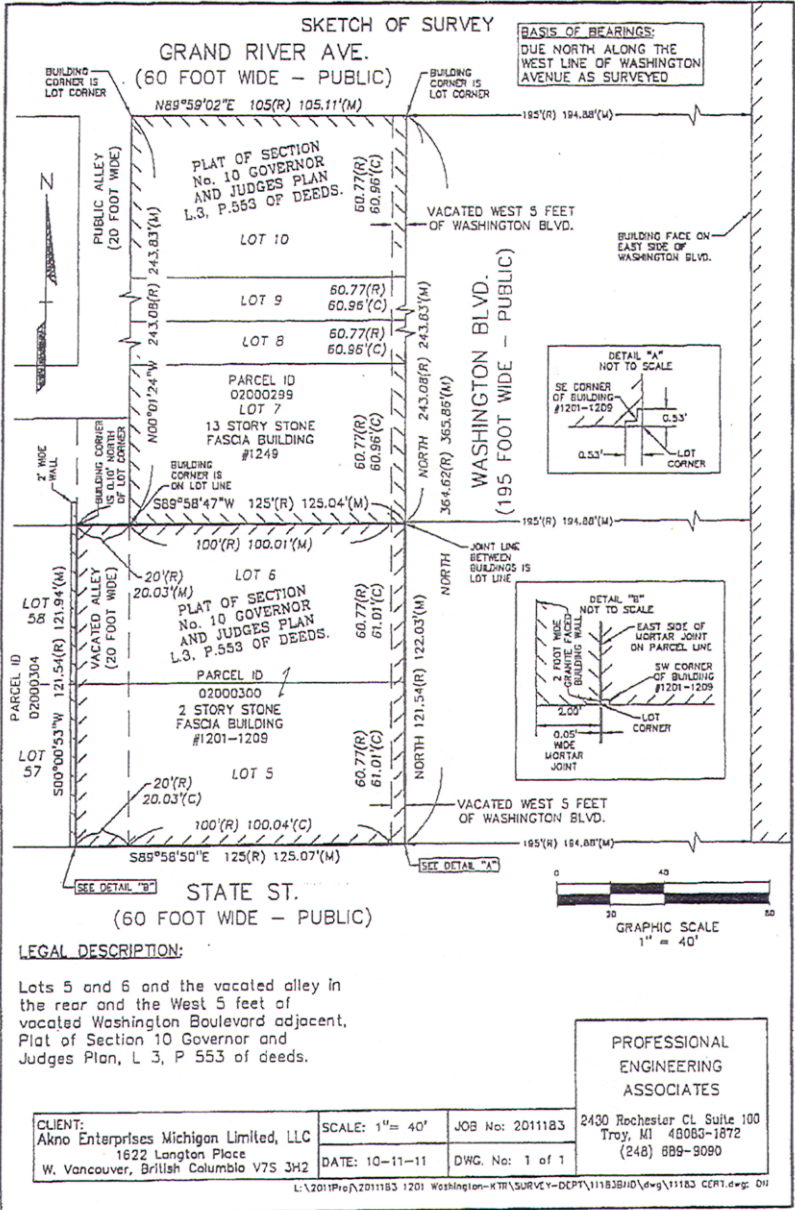 SKETCH OF SURVEY
BASIS OF BEARINGS:
DUE NORTH ALONG THE
WEST LINE OF WASHINGTON
AVENUE AS SURVEYED
GRAND RIVER AVE.
(60 FOOT WIDE - PUBLIC)
BUILDING
CORNER IS
LOT CORNER
BUILDING
CORNER IS
LOT CORNER
N89°59'02"E 105(R) 105.11'(M)
195'(R) 194.88'(M)
N
PUBLIC ALLEY
(20 FOOT WIDE)
PLAT OF SECTION
No. 10 GOVERNOR
AND JUDGES PLAN
L.3, P.553 OF DEEDS.
60.77(R)
60.96'(C)
LOT 10
VACATED WEST 5 FEET
OF WASHINGTON BLVD.
BUILDING FACE ON
EAST SIDE OF
WASHINGTON BLVD.
N00°01'24"W 243.08(R) 243.83'(M)
LOT 9
60.77(R)
60.96'(C)
LOT 8
60.77(R)
60.96'(C)
NORTH 243.08(R) 243.83'(M)
NORTH 364.62(R) 365.86'(M)
WASHINGTON BLVD.
(195 FOOT WIDE - PUBLIC)
PARCEL ID
02000299
LOT 7
13 STORY STONE
FASCIA BUILDING
#1249
60.77(R)
60.96'(C)
DETAIL "A"
NOT TO SCALE
SE CORNER
OF BUILDING
#1201-1209
0.53'
0.53'
LOT
CORNER
2' WIDE
WALL
BUILDING CORNER
IS 0.10' NORTH
OF LOT CORNER
BUILDING
CORNER IS
ON LOT LINE
S89°58'47"W 125'(R) 125.04'(M)
195'(R) 194.88'(M)
100'(R) 100.01'(M)
JOINT LINE
BETWEEN
BUILDINGS IS
LOT LINE
20'(R)
20.03'(M)
LOT 6
PLAT OF SECTION
No. 10 GOVERNOR
AND JUDGES PLAN
L.3, P.553 OF DEEDS.
60.77(R)
61.01'(C)
LOT
58
PARCEL ID
02000304
LOT
57
S00°00'53"W 121.54(R) 121.94'(M)
VACATED ALLEY
(20 FOOT WIDE)
NORTH 121.54(R) 122.03'(M)
DETAIL "B"
NOT TO SCALE
2 FOOT WIDE
GRANITE FACED
BUILDING WALL
EAST SIDE OF
MORTAR JOINT
ON PARCEL LINE
SW CORNER
OF BUILDING
#1201-1209
2.00'
LOT
CORNER
0.05'
WIDE
MORTAR
JOINT
PARCEL ID
02000300
2 STORY STONE
FASCIA BUILDING
#1201-1209
LOT 5
60.77(R)
61.01'(C)
20'(R)
20.03'(C)
100'(R) 100.04'(C)
VACATED WEST 5 FEET
OF WASHINGTON BLVD.
195'(R) 194.88'(M)
S89°58'50"E 125(R) 125.07'(M)
SEE DETAIL "B"
SEE DETAIL "A"
STATE ST.
(60 FOOT WIDE - PUBLIC)
0 40
20 80
GRAPHIC SCALE
1" = 40'
LEGAL DESCRIPTION:
Lots 5 and 6 and the vacated alley in
the rear and the West 5 feet of
vacated Washington Boulevard adjacent,
Plat of Section 10 Governor and
Judges Plan, L 3, P 553 of deeds.
PROFESSIONAL
ENGINEERING
ASSOCIATES
2430 Rochester Ct. Suite 100
Troy, MI 48083-1872
(248) 689-9090
CLIENT:
Akno Enterprises Michigan Limited, LLC
1622 Langton Place
W. Vancouver, British Columbia V7S 3H2
SCALE: 1"= 40'
JOB No: 2011183
DATE: 10-11-11
DWG. No: 1 of 1
L:\2011Proj\2011183 1201 Washington-KTR\SURVEY-DEPT\11183BND\dwg\11183 CERT.dwg;